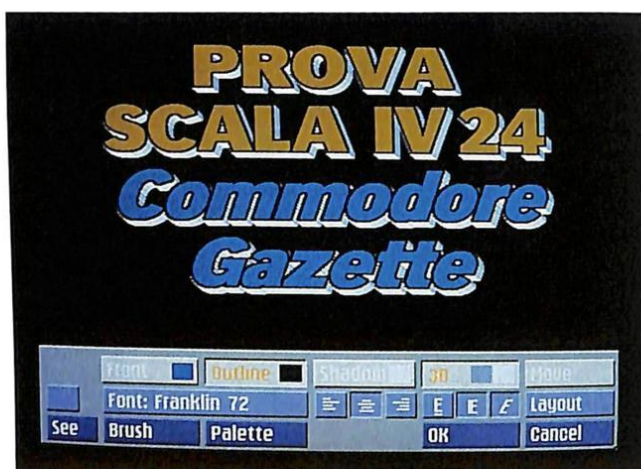 PROVA
SCALA IV 24
Commodore
Gazette
Front Outline Shadow 3D Move
Font: Franklin 72 E E E Layout
See Brush Palette OK Cancel